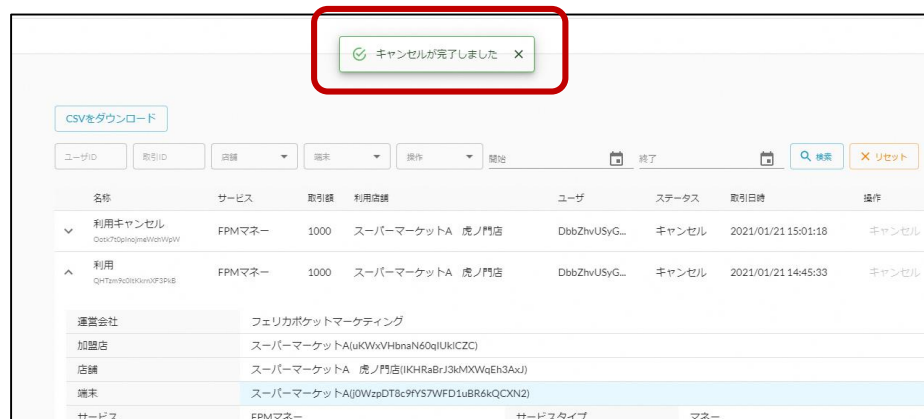 キャンセルが完了しました ×
CSVをダウンロード
ユーザID 取引ID 店舗 端末 操作 開始 終了 検索 リセット
名称 サービス 取引額 利用店舗 ユーザ ステータス 取引日時 操作
利用キャンセル FPMマネー 1000 スーパーマーケットA 虎ノ門店 DbbZhvUSyG... キャンセル 2021/01/21 15:01:18 キャンセル
利用 FPMマネー 1000 スーパーマーケットA 虎ノ門店 DbbZhvUSyG... キャンセル 2021/01/21 14:45:33 キャンセル
運営会社 フェリカポケットマーケティング
加盟店 スーパーマーケットA(uKWxVHbnaN60qIUkICZC)
店舗 スーパーマーケットA 虎ノ門店(IKHRaBrJ3kMXWqEh3AxJ)
端末 スーパーマーケットA(j0WzpDT8c9fYS7WFD1uBR6kQCXN2)
サービス FPMマネー サービスタイプ マネー